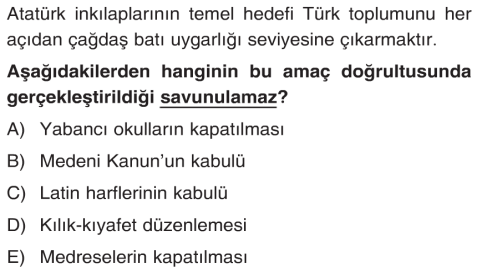 Atatürk inkılaplarının temel hedefi Türk toplumunu her
açıdan çağdaş batı uygarlığı seviyesine çıkarmaktır.
Aşağıdakilerden hanginin bu amaç doğrultusunda
gerçekleştirildiği savunulamaz?
A) Yabancı okulların kapatılması
B) Medeni Kanun'un kabulü
C) Latin harflerinin kabulü
D) Kılık-kıyafet düzenlemesi
E) Medreselerin kapatılması